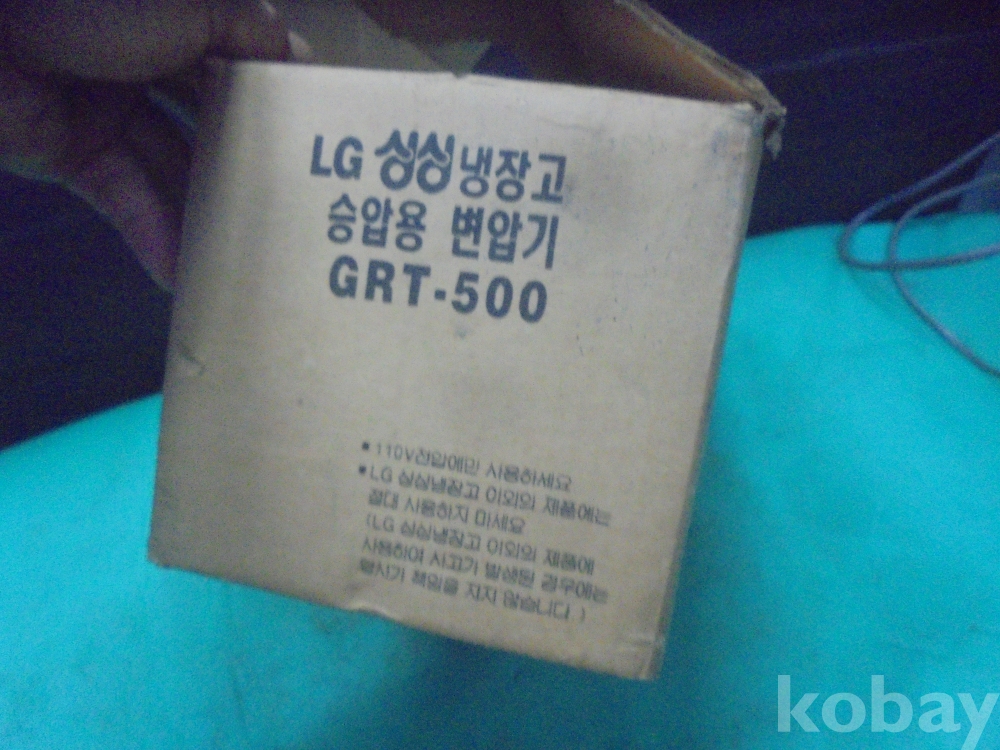 LG 싱싱냉장고
승압용 변압기
GRT-500
• 110V전압에만 사용하세요
• LG 싱싱냉장고 이외의 제품에는
절대 사용하지 마세요
(LG 싱싱냉장고 이외의 제품에
사용하여 사고가 발생된 경우에는
당사가 책임을 지지 않습니다)
kobay